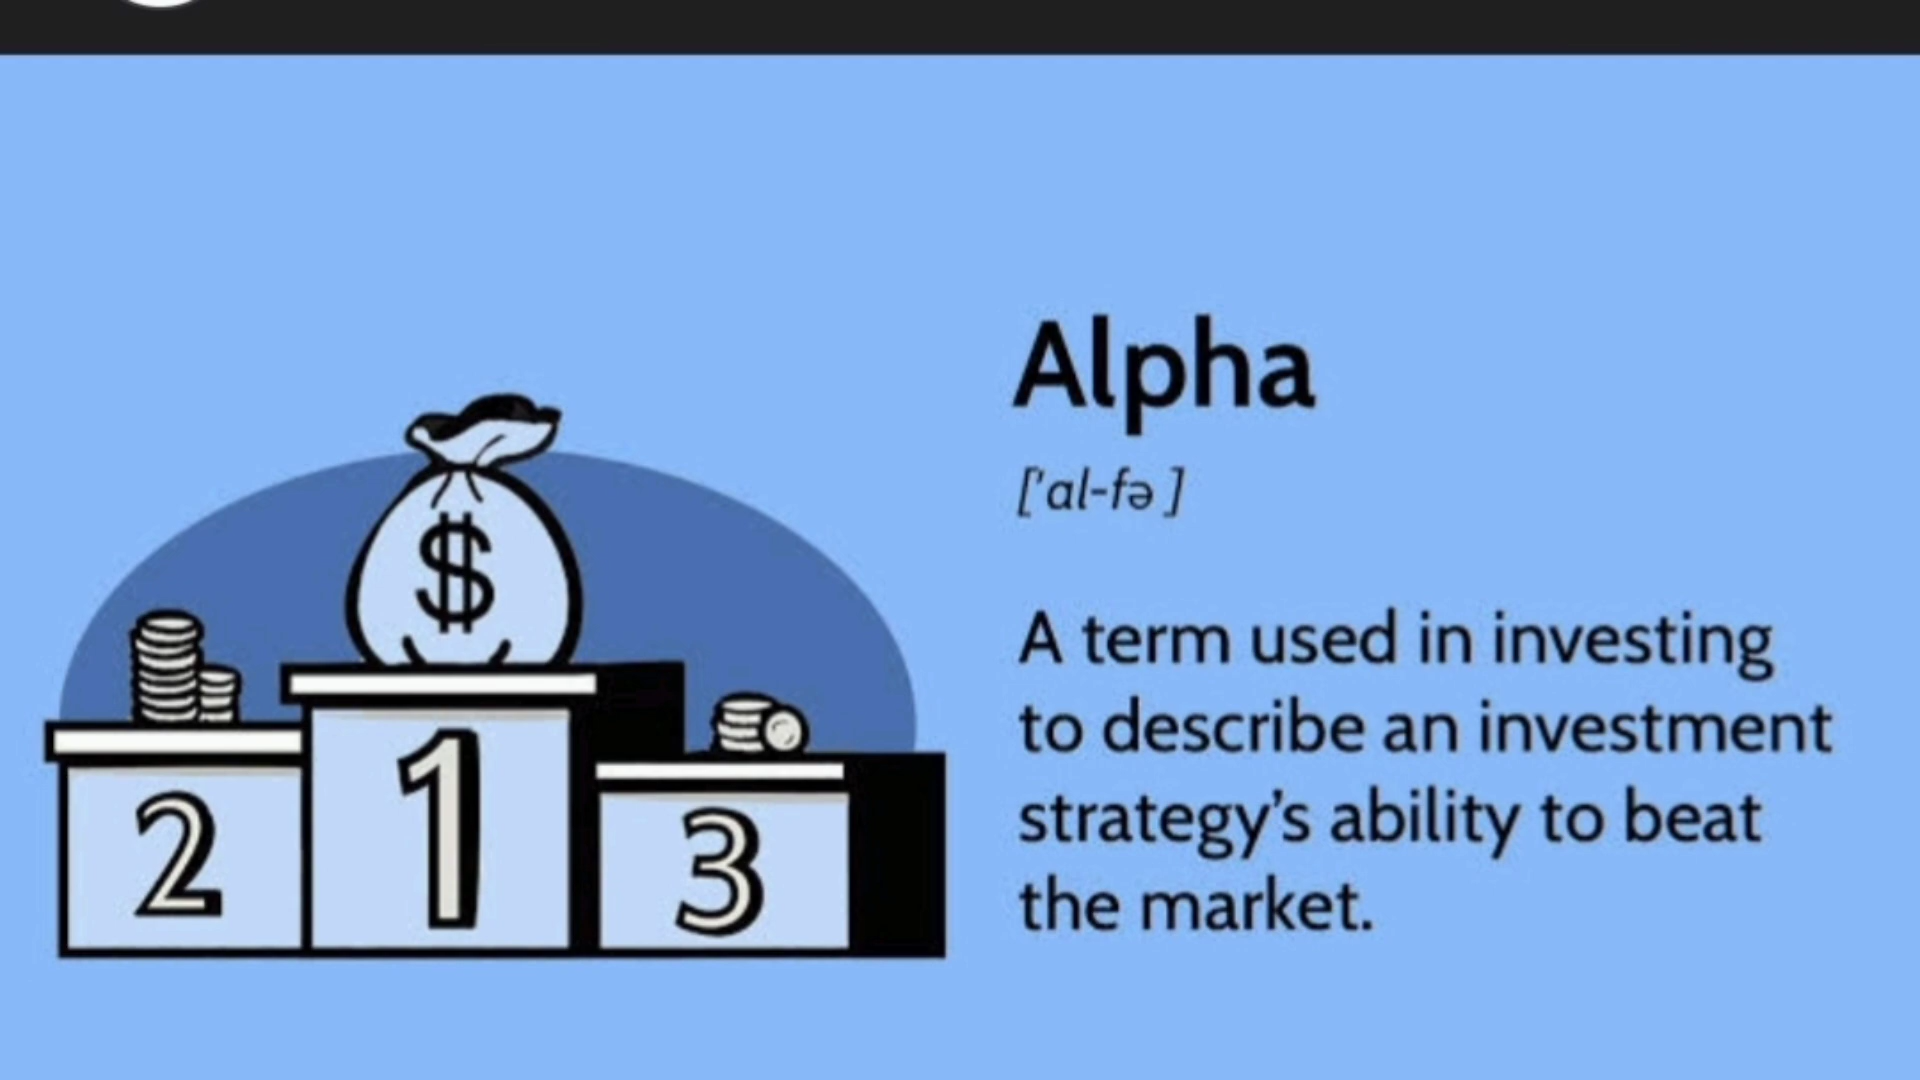 Alpha
['al-fə ]
A term used in investing
to describe an investment
strategy’s ability to beat
the market.
$
2
1
3